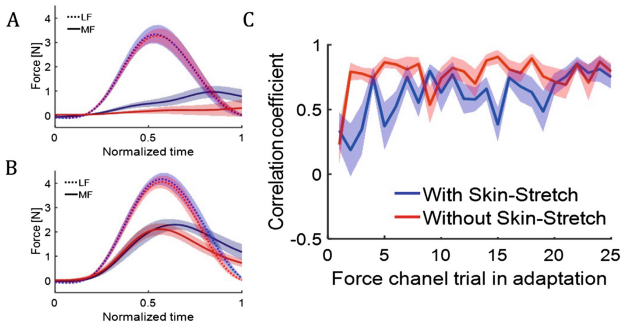 A
Force [N]
4
3
2
1
0
LF
MF
0
0.5
1
Normalized time
B
Force [N]
4
3
2
1
0
LF
MF
0
0.5
1
Normalized time
C
Correlation coefficient
1
0.5
0
-0.5
With Skin-Stretch
Without Skin-Stretch
0
5
10
15
20
25
Force chanel trial in adaptation